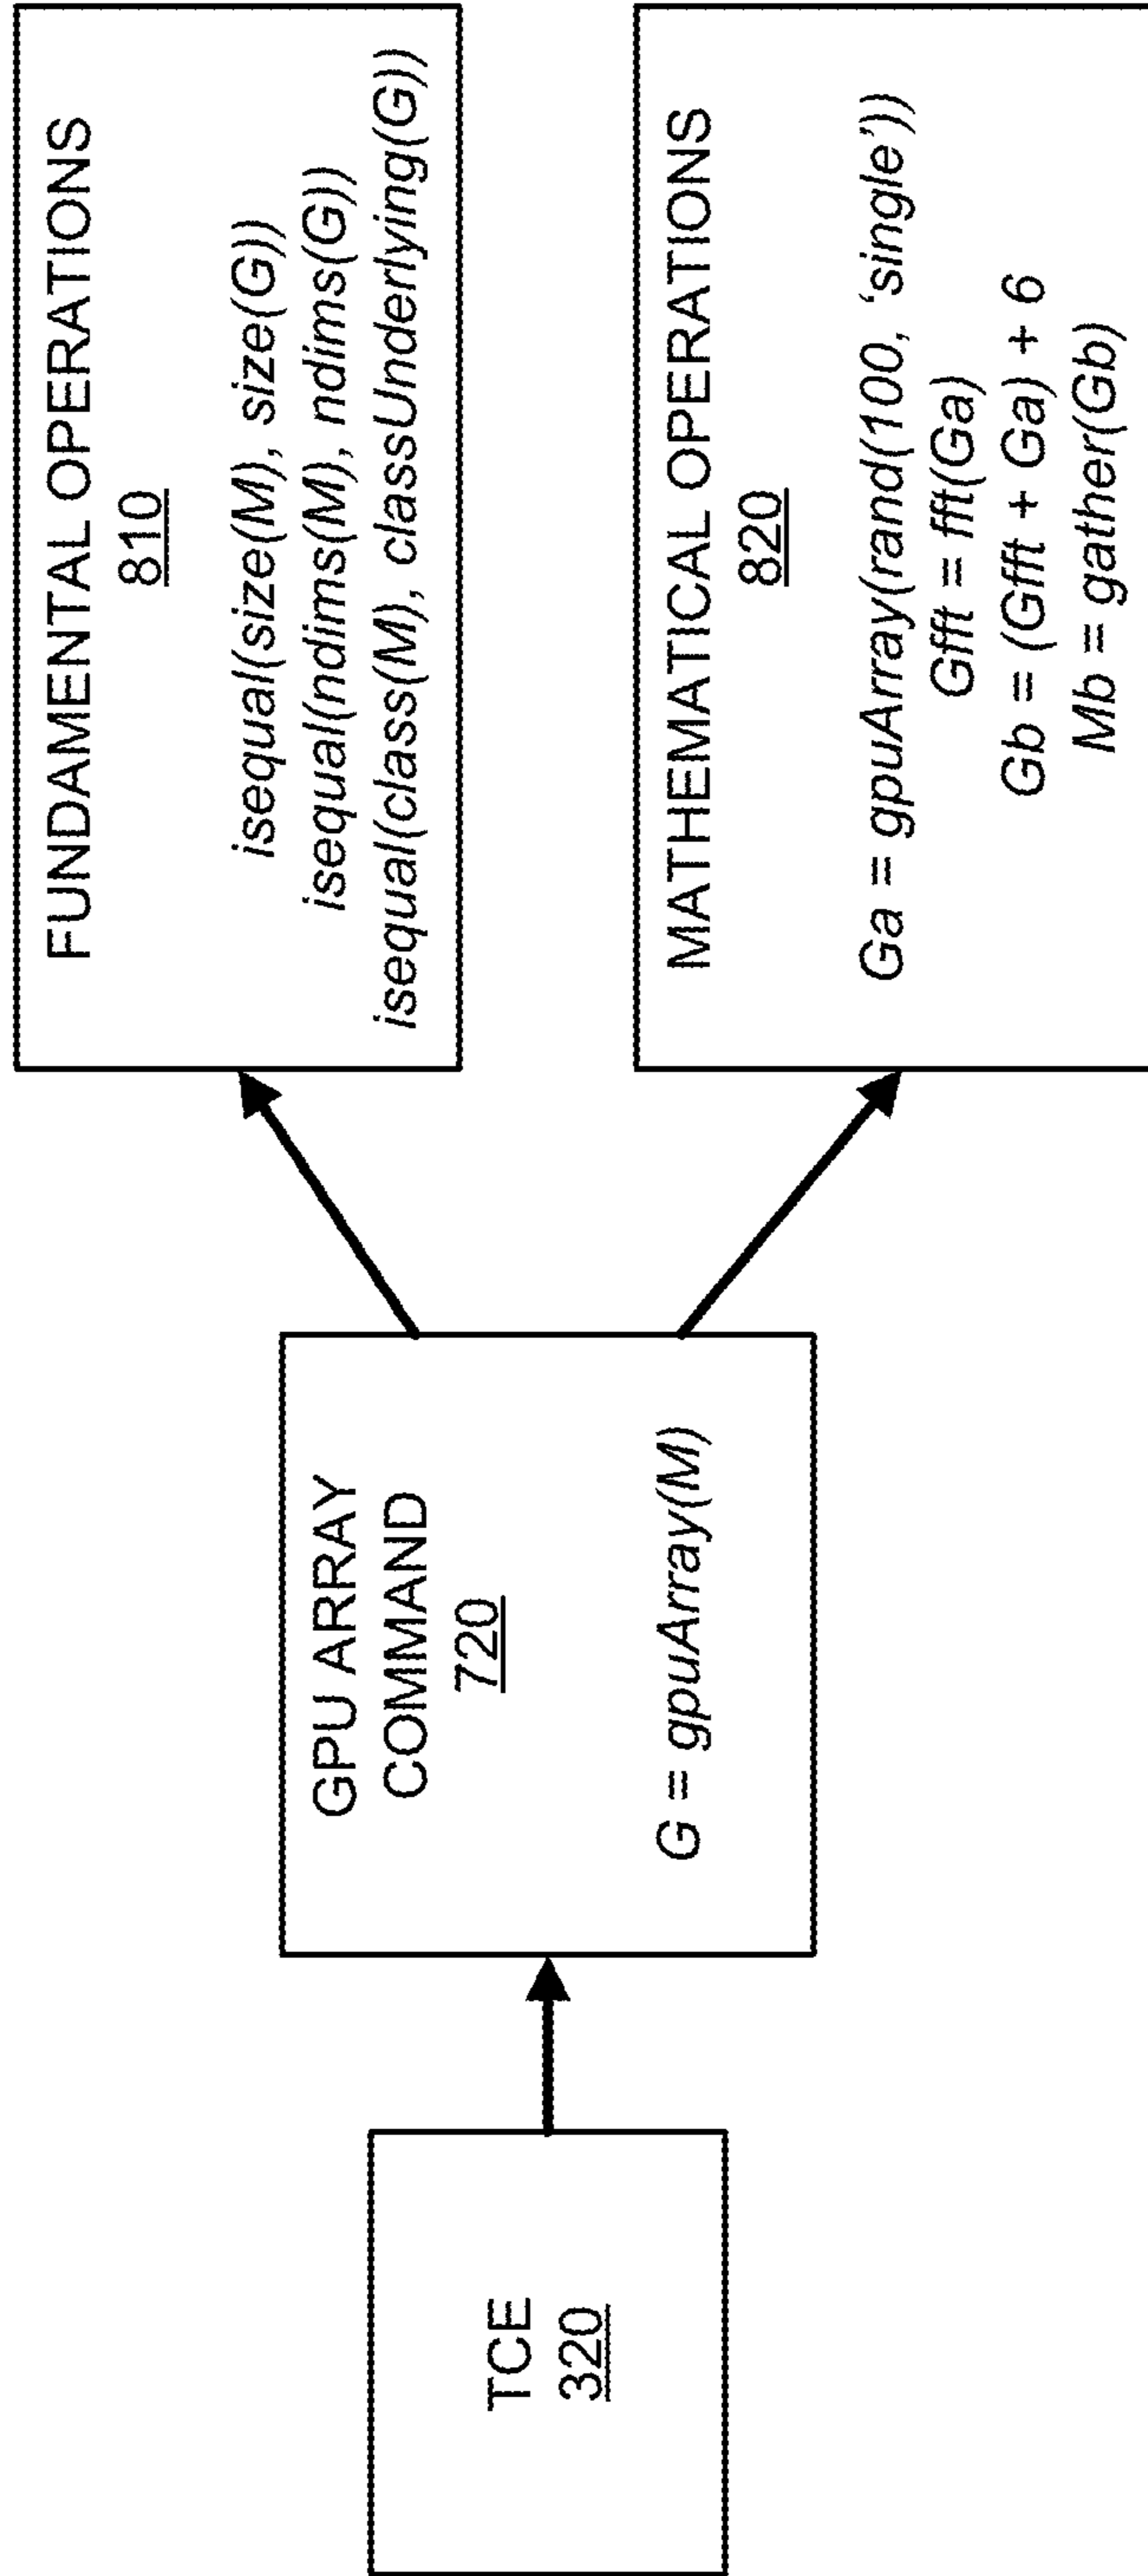 TCE
320
GPU ARRAY
COMMAND
720
G = gpuArray(M)
FUNDAMENTAL OPERATIONS
810
isequal(size(M), size(G))
isequal(ndims(M), ndims(G))
isequal(class(M), classUnderlying(G))
MATHEMATICAL OPERATIONS
820
Ga = gpuArray(rand(100, ‘single’))
Gfft = fft(Ga)
Gb = (Gfft + Ga) + 6
Mb = gather(Gb)